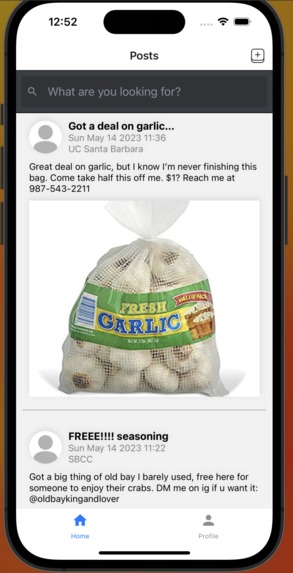 12:52
Posts
What are you looking for?
Got a deal on garlic...
Sun May 14 2023 11:36
UC Santa Barbara
Great deal on garlic, but I know I'm never finishing this
bag. Come take half this off me. $1? Reach me at
987-543-2211
VALUE PACK
FRESH
GARLIC
FREEE!!!! seasoning
Sun May 14 2023 11:22
SBCC
Got a big thing of old bay I barely used, free here for
someone to enjoy their crabs. DM me on ig if u want it:
@oldbaykingandlover
Home
Profile